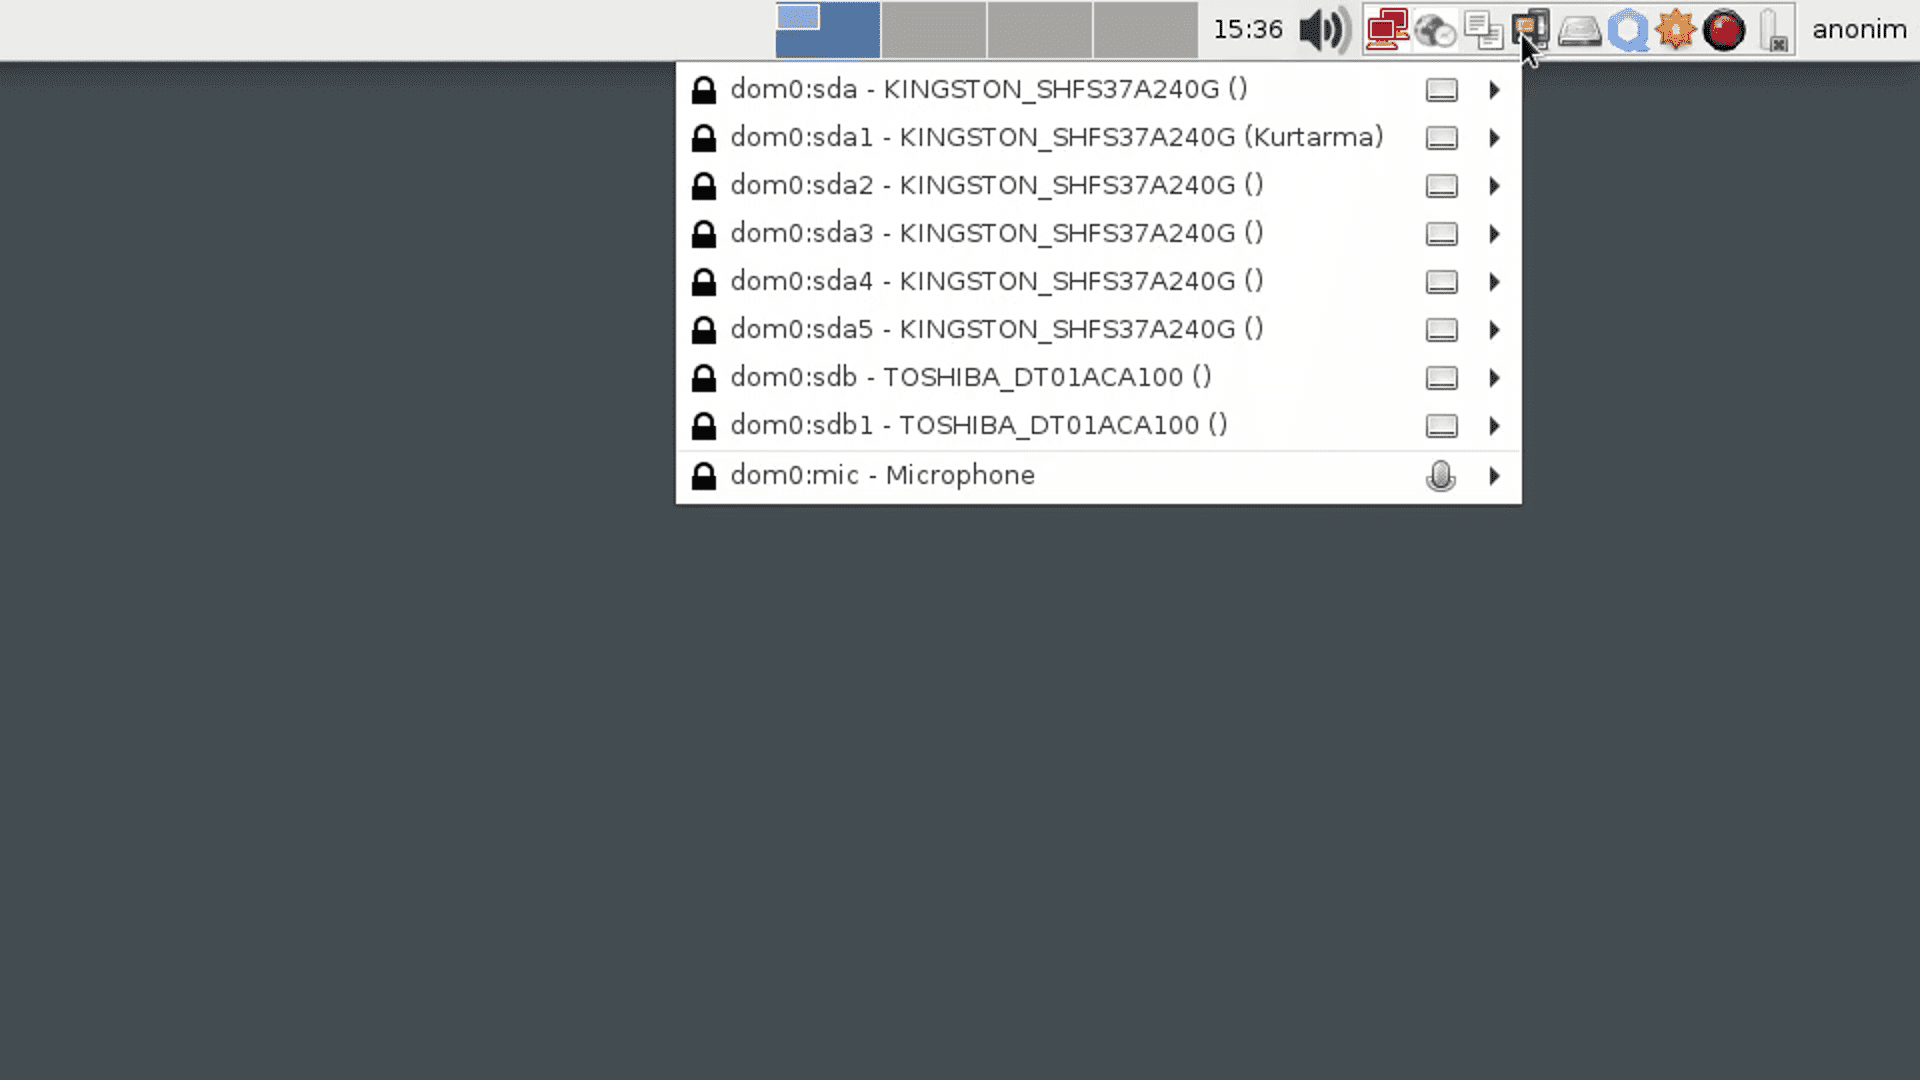 15:36 anonim
dom0:sda - KINGSTON_SHFS37A240G ()
dom0:sda1 - KINGSTON_SHFS37A240G (Kurtarma)
dom0:sda2 - KINGSTON_SHFS37A240G ()
dom0:sda3 - KINGSTON_SHFS37A240G ()
dom0:sda4 - KINGSTON_SHFS37A240G ()
dom0:sda5 - KINGSTON_SHFS37A240G ()
dom0:sdb - TOSHIBA_DT01ACA100 ()
dom0:sdb1 - TOSHIBA_DT01ACA100 ()
dom0:mic - Microphone